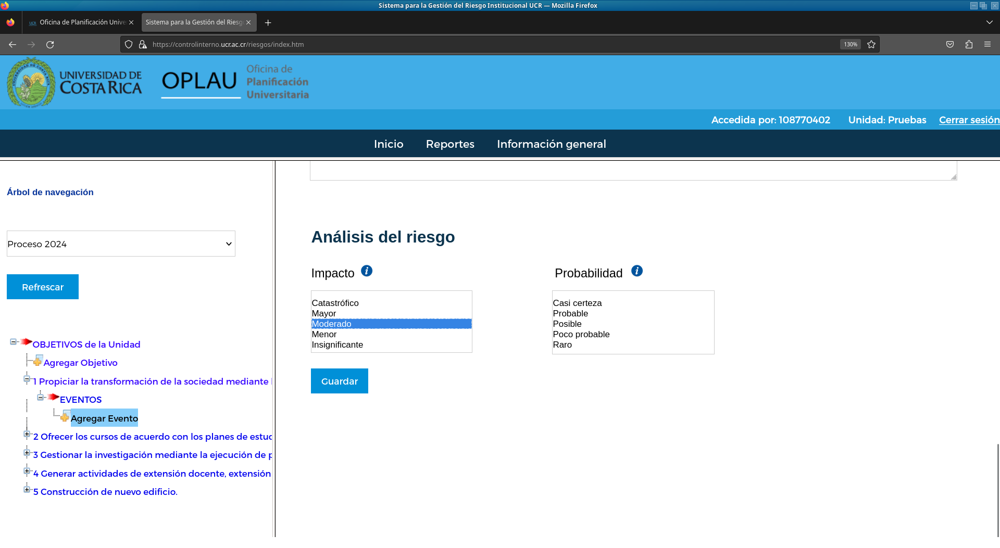 Sistema para la Gestión del Riesgo Institucional UCR — Mozilla Firefox
UCR Oficina de Planificación Unive
Sistema para la Gestión del Riesg
https://controlinterno.ucr.ac.cr/riesgos/index.htm
130%
UNIVERSIDAD DE
COSTA RICA
OPLAU
Oficina de
Planificación
Universitaria
Accedida por: 108770402 Unidad: Pruebas Cerrar sesión
Inicio Reportes Información general
Árbol de navegación
Proceso 2024
Refrescar
OBJETIVOS de la Unidad
Agregar Objetivo
1 Propiciar la transformación de la sociedad mediante
EVENTOS
Agregar Evento
2 Ofrecer los cursos de acuerdo con los planes de estuc
3 Gestionar la investigación mediante la ejecución de p
4 Generar actividades de extensión docente, extensión
5 Construcción de nuevo edificio.
Análisis del riesgo
Impacto i
Catastrófico
Mayor
Moderado
Menor
Insignificante
Probabilidad i
Casi certeza
Probable
Posible
Poco probable
Raro
Guardar